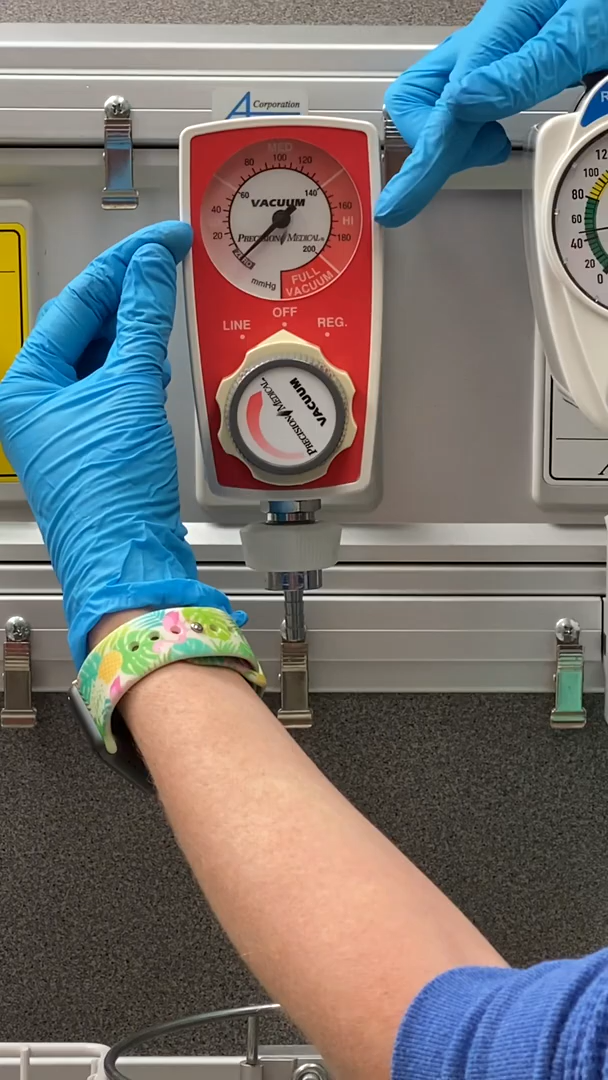 A Corporation
MED
80 100 120
60 140
VACUUM
40 160
HI
PRECISION MEDICAL
20 180
200
mmHg
FULL
VACUUM
OFF
LINE REG.
PRECISION MEDICAL
VACUUM
R
12
100
80
60
40
20
0
A